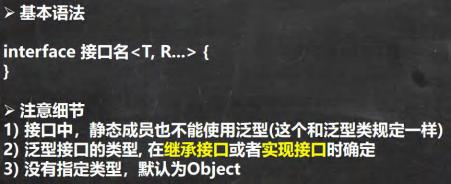 ➢ 基本语法
interface 接口名<T, R...> {
}
➢ 注意细节
1) 接口中，静态成员也不能使用泛型(这个和泛型类规定一样)
2) 泛型接口的类型, 在继承接口或者实现接口时确定
3) 没有指定类型，默认为Object